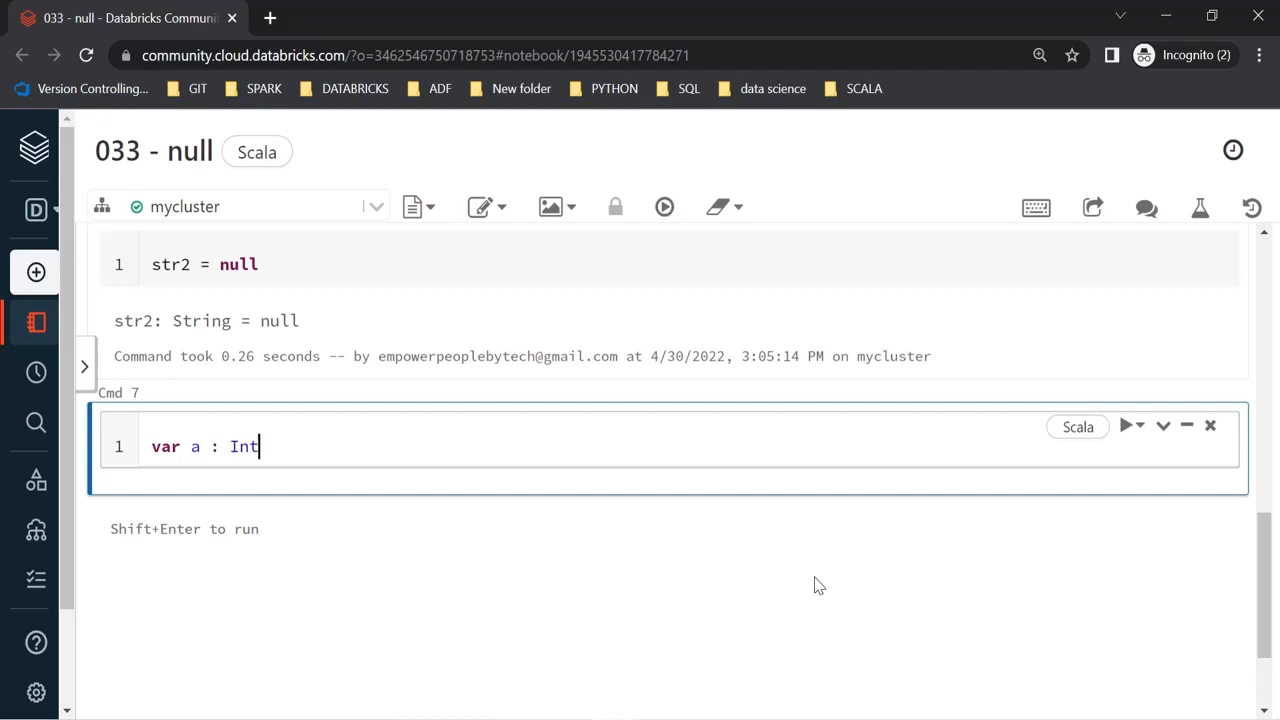 033 - null - Databricks Communi
community.cloud.databricks.com/?o=3462546750718753#notebook/1945530417784271
Incognito (2)
Version Controlling... GIT SPARK DATABRICKS ADF New folder PYTHON SQL data science SCALA
033 - null Scala
D
mycluster
1 str2 = null
str2: String = null
Command took 0.26 seconds -- by empowerpeoplebytech@gmail.com at 4/30/2022, 3:05:14 PM on mycluster
Cmd 7
Scala
1 var a : Int
Shift+Enter to run